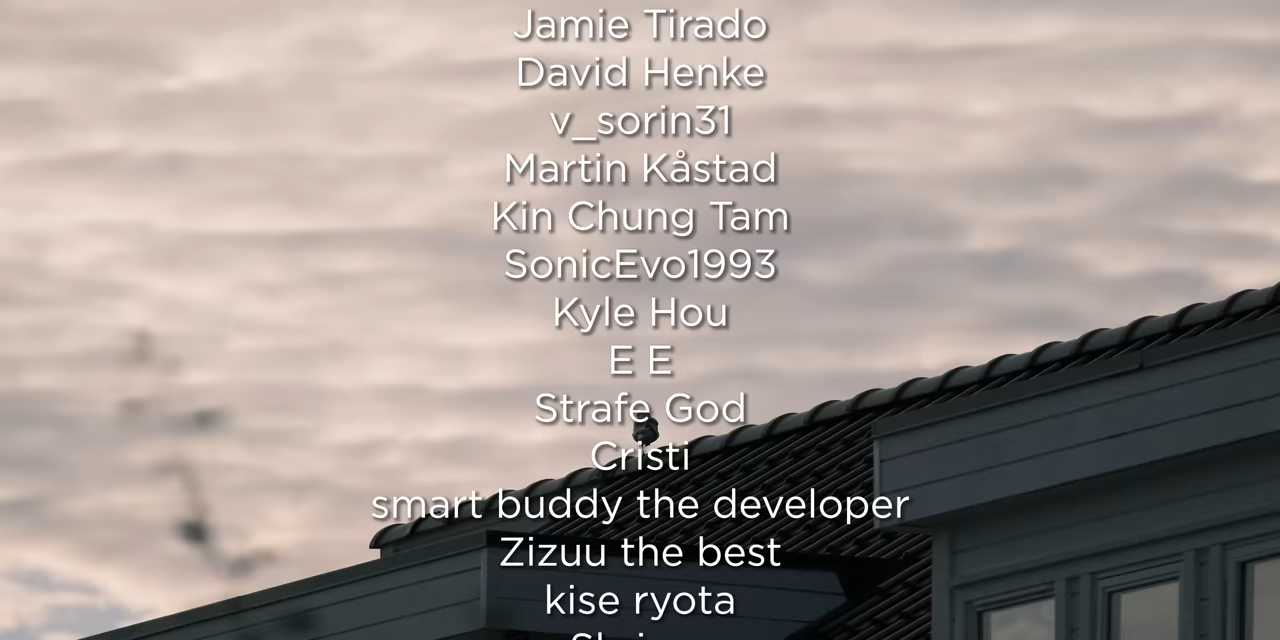 Jamie Tirado
David Henke
v_sorin31
Martin Kåstad
Kin Chung Tam
SonicEvo1993
Kyle Hou
E E
Strafe God
Cristi
smart buddy the developer
Zizuu the best
kise ryota